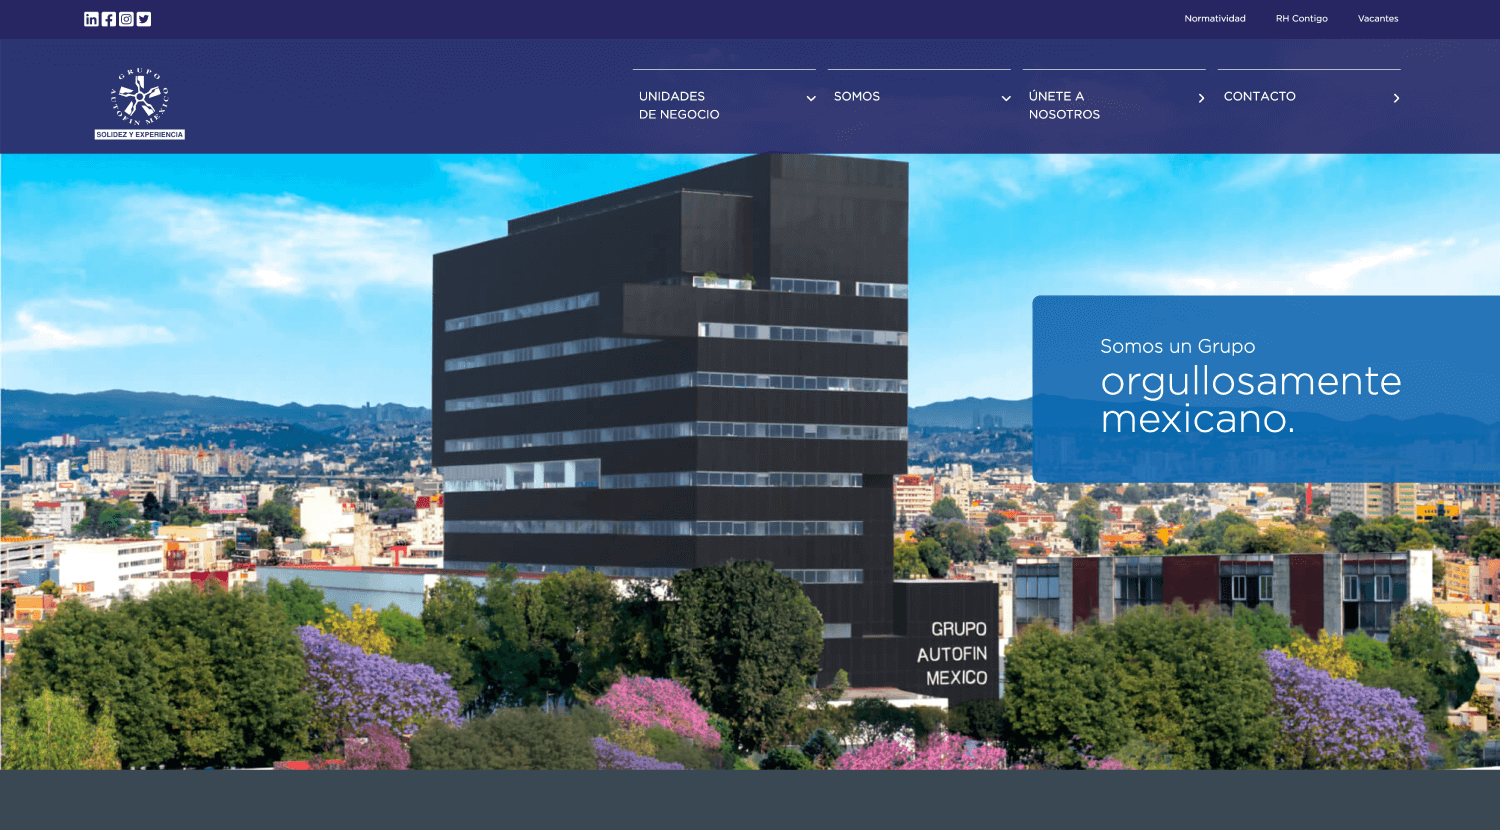 Normatividad
RH Contigo
Vacantes
GRUPO
AUTOFIN MEXICO
SOLIDEZ Y EXPERIENCIA
UNIDADES
DE NEGOCIO
SOMOS
ÚNETE A
NOSOTROS
CONTACTO
Somos un Grupo
orgullosamente
mexicano.
GRUPO
AUTOFIN
MEXICO